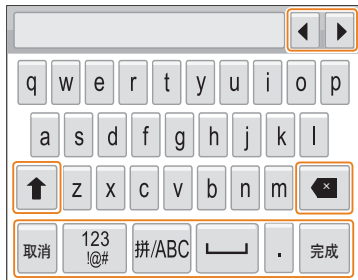 q w e r t y u i o p
a s d f g h j k l
z x c v b n m
取消 123 !@# 拼/ABC . 完成